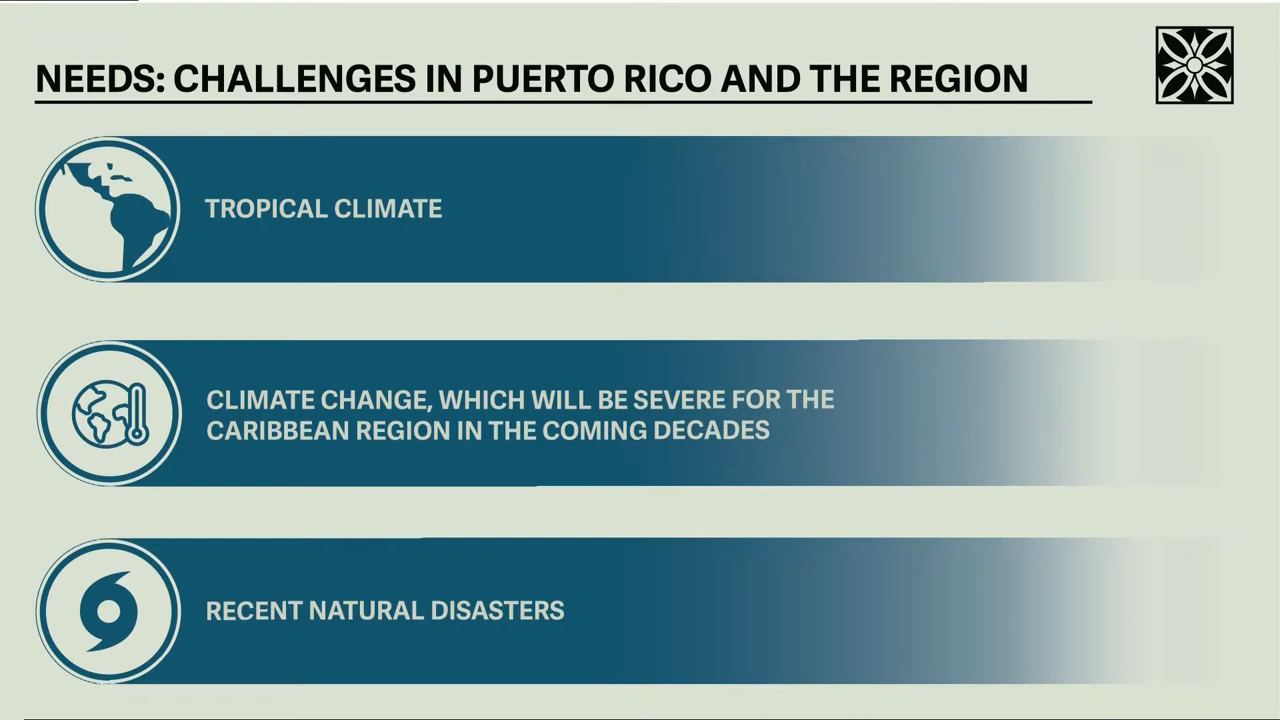 NEEDS: CHALLENGES IN PUERTO RICO AND THE REGION
TROPICAL CLIMATE
CLIMATE CHANGE, WHICH WILL BE SEVERE FOR THE
CARIBBEAN REGION IN THE COMING DECADES
RECENT NATURAL DISASTERS